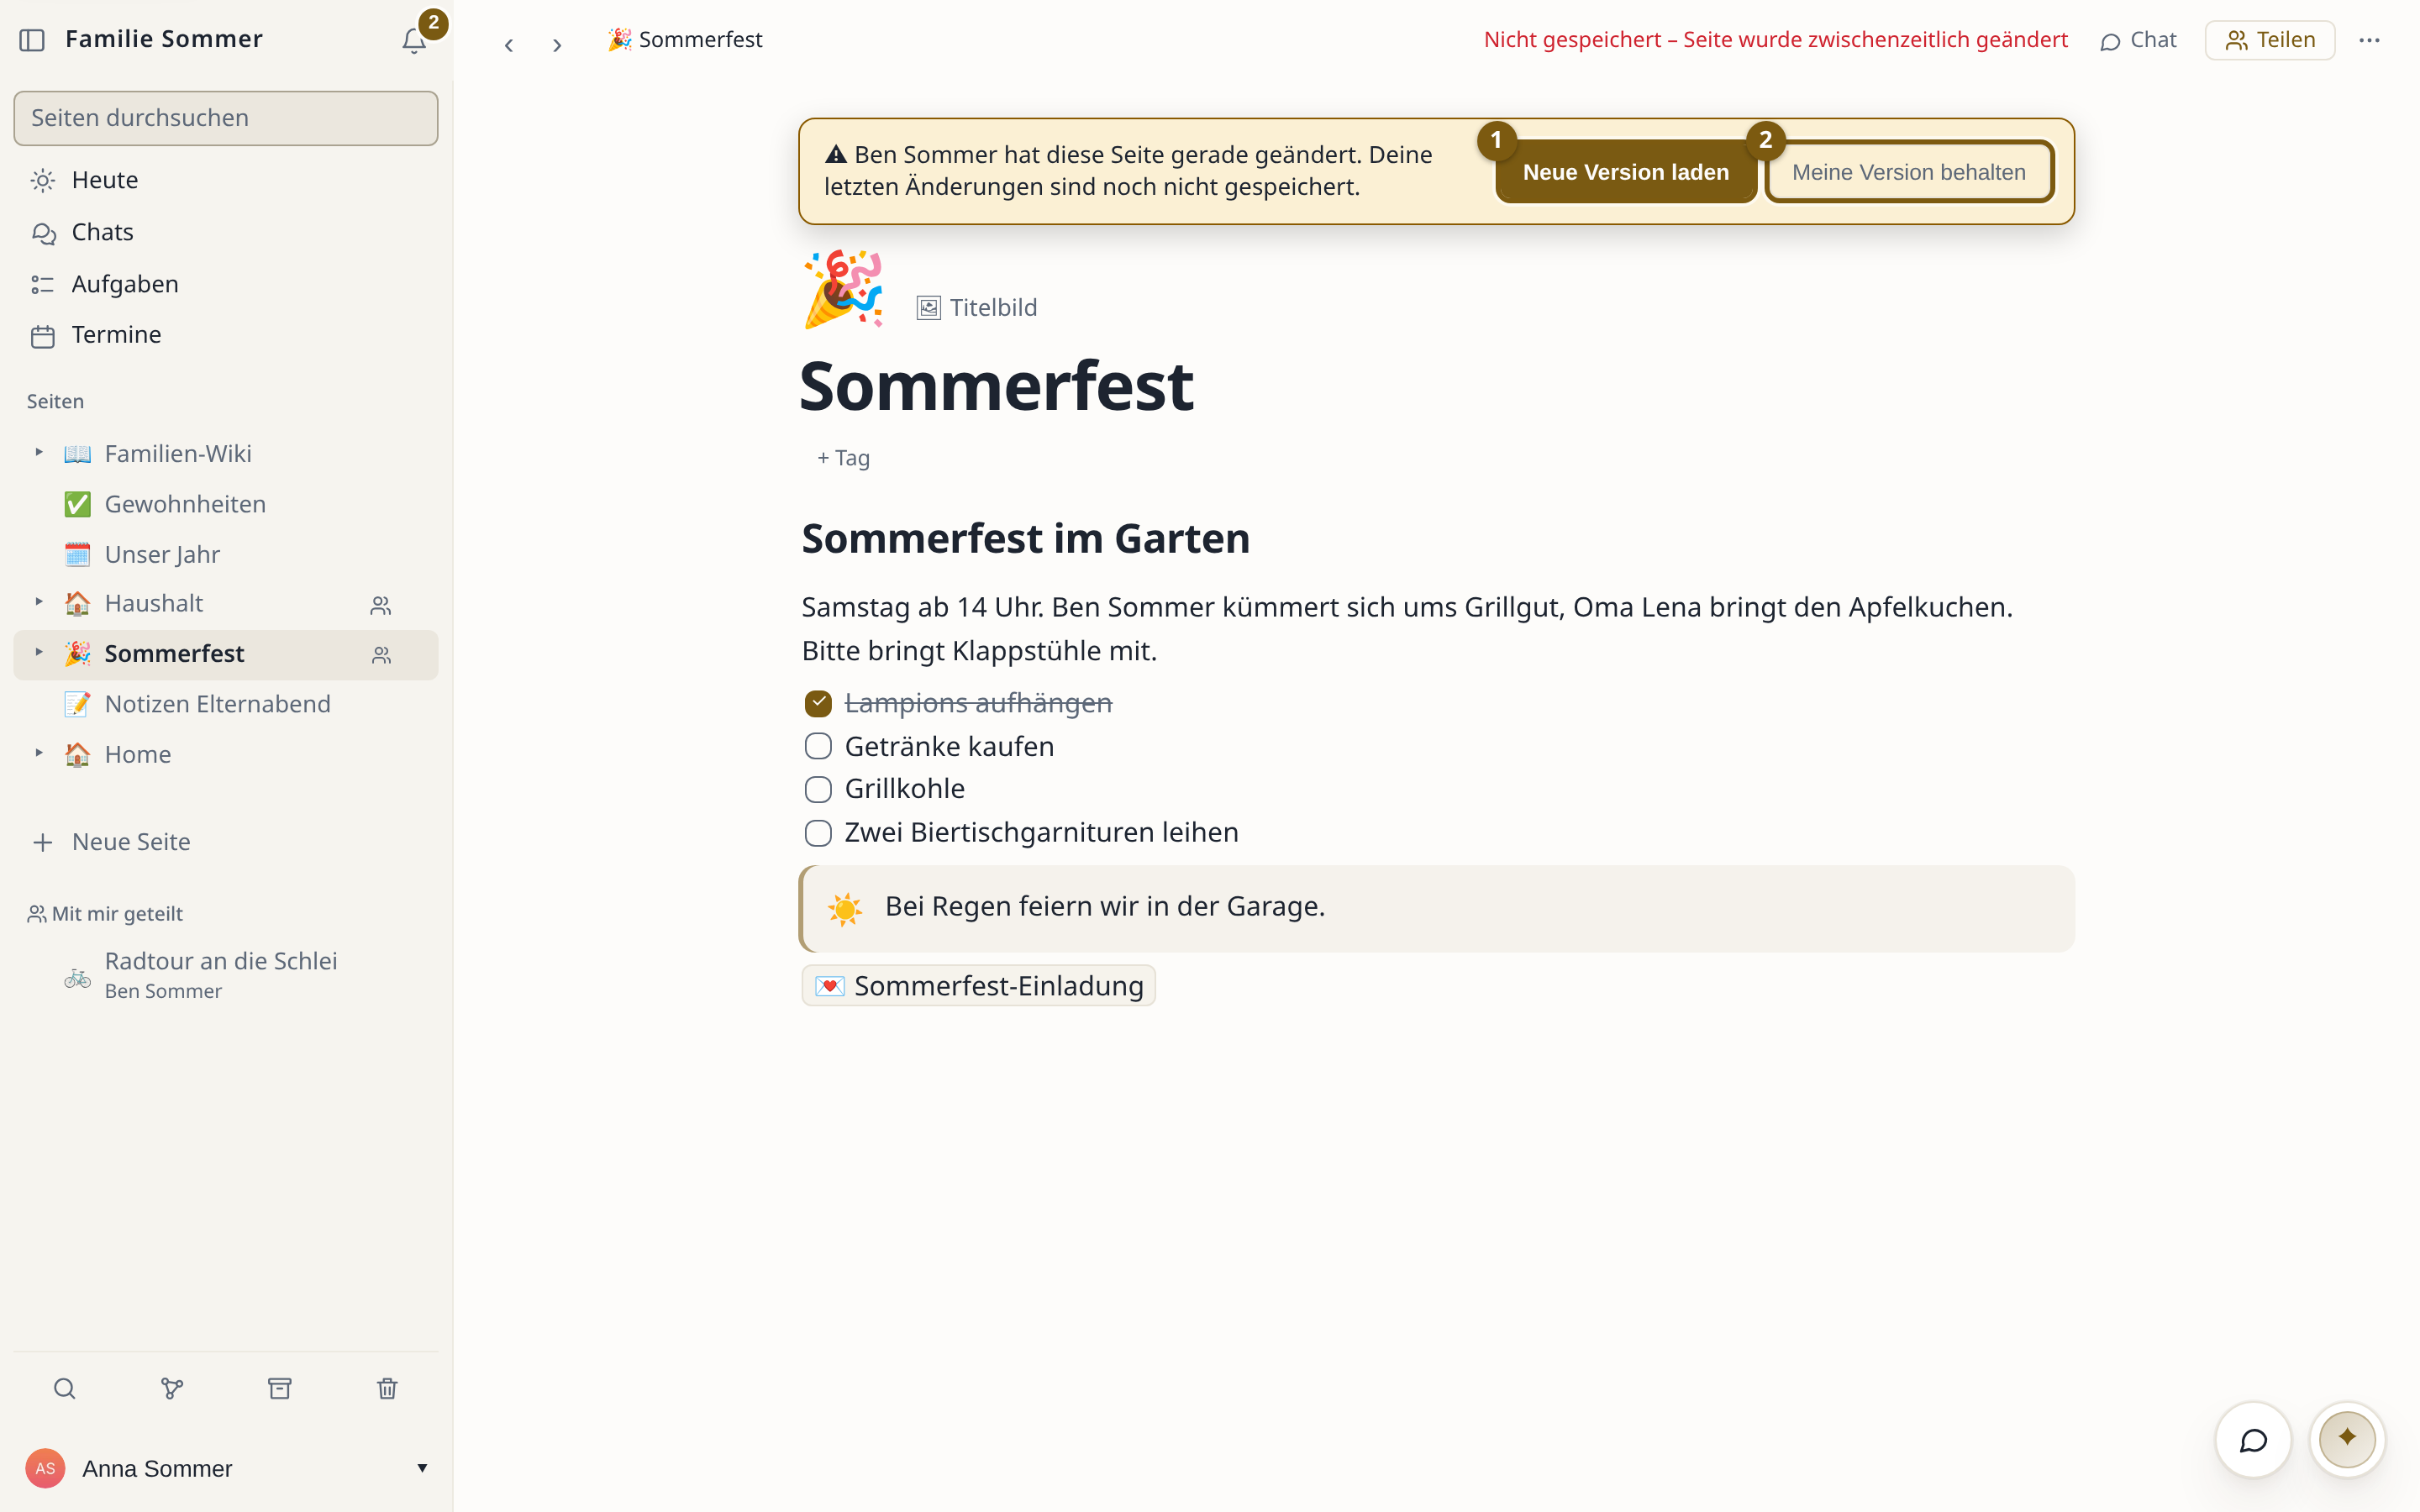 Familie Sommer
2
Seiten durchsuchen
Heute
Chats
Aufgaben
Termine
Seiten
Familien-Wiki
Gewohnheiten
Unser Jahr
Haushalt
Sommerfest
Notizen Elternabend
Home
Neue Seite
Mit mir geteilt
Radtour an die Schlei
Ben Sommer
AS Anna Sommer
Sommerfest
Nicht gespeichert – Seite wurde zwischenzeitlich geändert
Chat
Teilen
Ben Sommer hat diese Seite gerade geändert. Deine
letzten Änderungen sind noch nicht gespeichert.
1
Neue Version laden
2
Meine Version behalten
Titelbild
Sommerfest
+ Tag
Sommerfest im Garten
Samstag ab 14 Uhr. Ben Sommer kümmert sich ums Grillgut, Oma Lena bringt den Apfelkuchen.
Bitte bringt Klappstühle mit.
Lampions aufhängen
Getränke kaufen
Grillkohle
Zwei Biertischgarnituren leihen
Bei Regen feiern wir in der Garage.
Sommerfest-Einladung